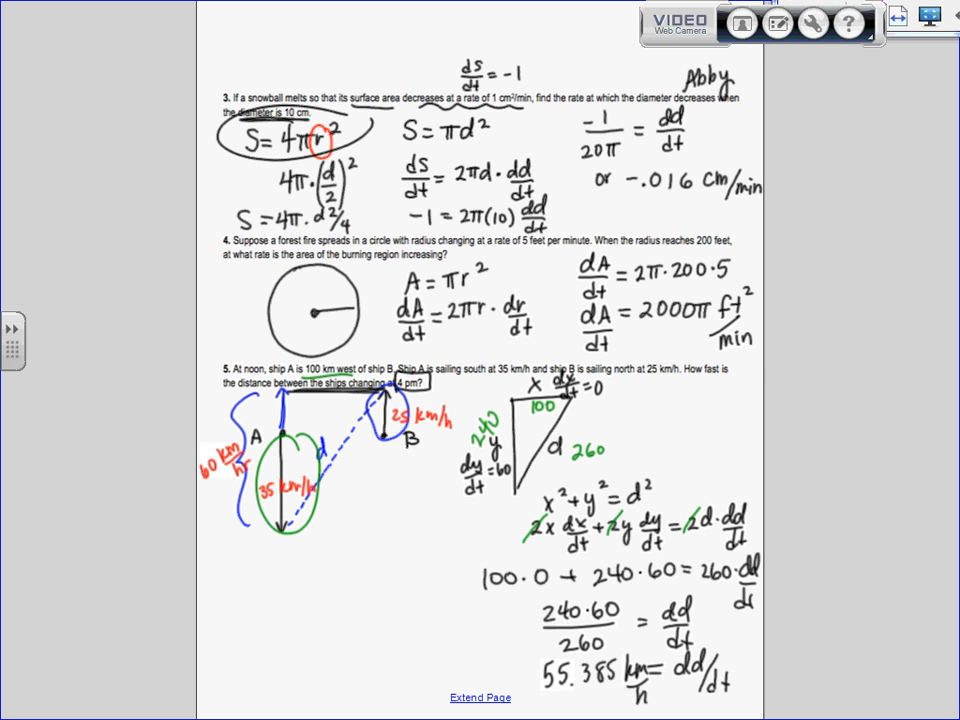 VIDEO
Web Camera
dS/dt = -1
Abby
3. If a snowball melts so that its surface area decreases at a rate of 1 cm²/min, find the rate at which the diameter decreases when
the diameter is 10 cm.
S = 4πr²
4π·(d/2)²
S = 4π·d²/4
S = πd²
dS/dt = 2πd·dd/dt
-1 = 2π(10) dd/dt
-1/20π = dd/dt
or -.016 cm/min
4. Suppose a forest fire spreads in a circle with radius changing at a rate of 5 feet per minute. When the radius reaches 200 feet,
at what rate is the area of the burning region increasing?
A = πr²
dA/dt = 2πr·dr/dt
dA/dt = 2π·200·5
dA/dt = 2000π ft²/min
5. At noon, ship A is 100 km west of ship B. Ship A is sailing south at 35 km/h and ship B is sailing north at 25 km/h. How fast is
the distance between the ships changing at 4 pm?
A
60 km/hr
35 km/h
d
25 km/h
B
x dx/dt = 0
100
240
y
dy/dt = 60
d 260
x² + y² = d²
2x dx/dt + 2y dy/dt = 2d·dd/dt
100·0 + 240·60 = 260·dd/dt
240·60/260 = dd/dt
55.385 km/h = dd/dt
Extend Page